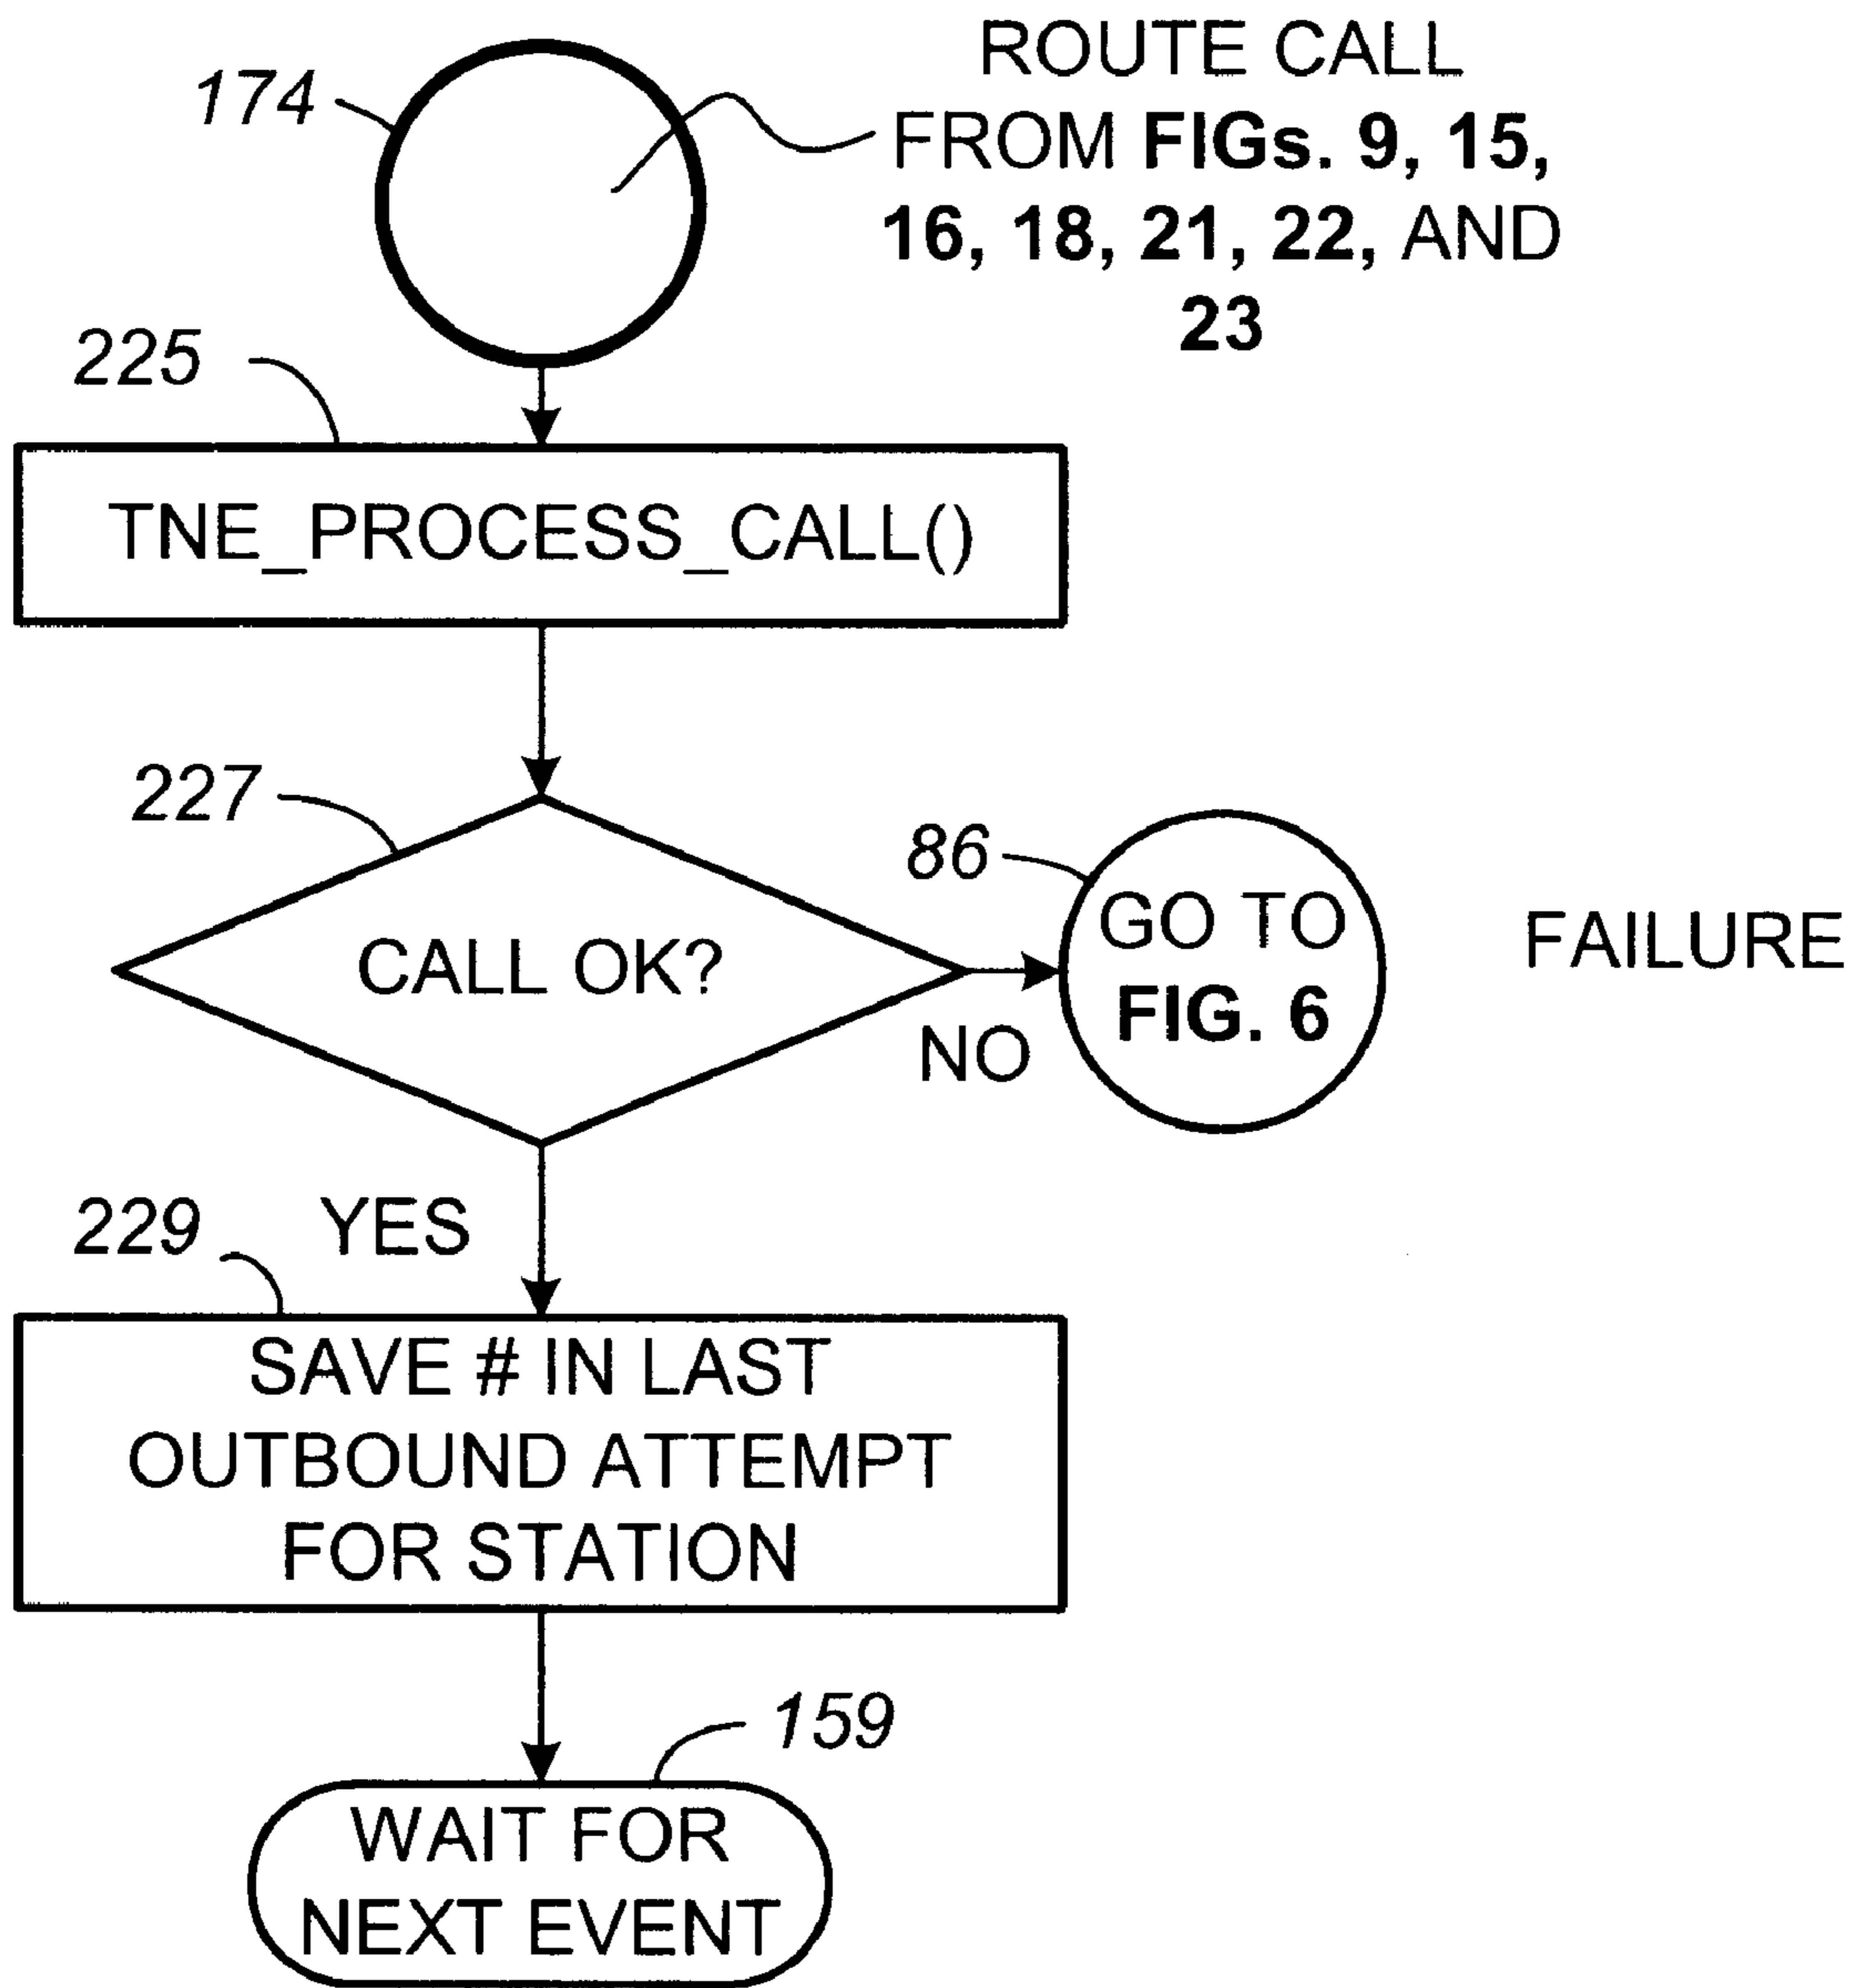 174
ROUTE CALL
FROM FIGs. 9, 15,
16, 18, 21, 22, AND
23
225
TNE_PROCESS_CALL()
227
CALL OK?
86
GO TO
FIG. 6
FAILURE
NO
229
YES
SAVE # IN LAST
OUTBOUND ATTEMPT
FOR STATION
159
WAIT FOR
NEXT EVENT